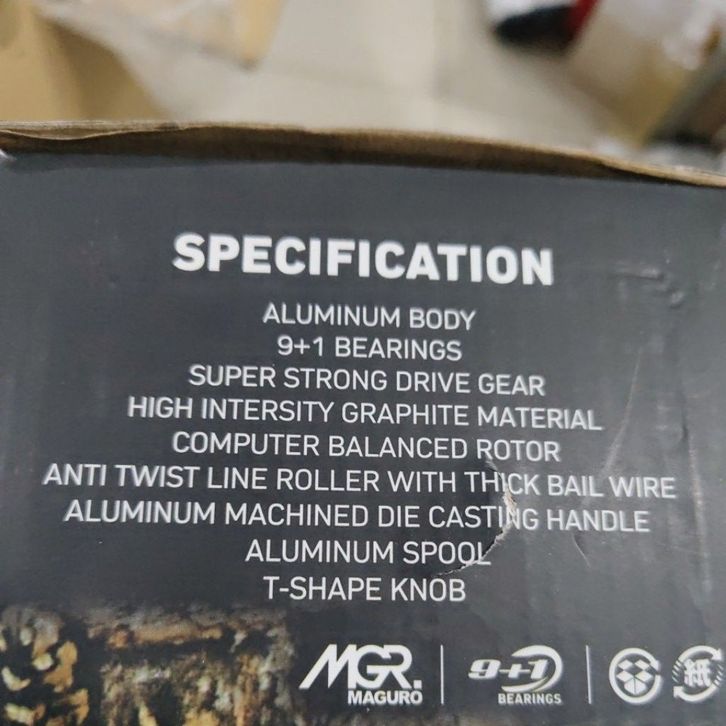 SPECIFICATION
ALUMINUM BODY
9+1 BEARINGS
SUPER STRONG DRIVE GEAR
HIGH INTERSITY GRAPHITE MATERIAL
COMPUTER BALANCED ROTOR
ANTI TWIST LINE ROLLER WITH THICK BAIL WIRE
ALUMINUM MACHINED DIE CASTING HANDLE
ALUMINUM SPOOL
T-SHAPE KNOB
MGR.
MAGURO
9+1
BEARINGS
紙